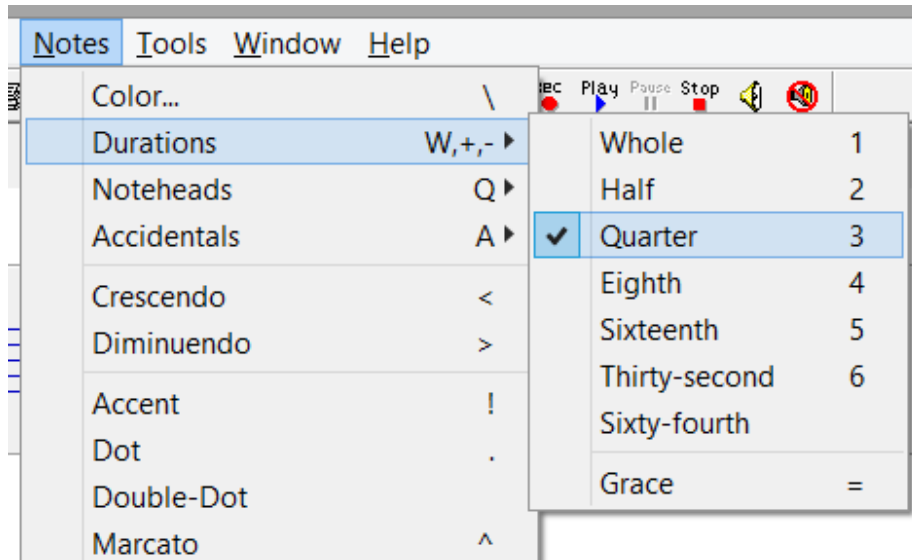 Notes Tools Window Help
Play Pause Stop
Color... \
Durations W,+,-
Noteheads Q
Accidentals A
Crescendo <
Diminuendo >
Accent !
Dot .
Double-Dot
Marcato ^
Whole 1
Half 2
Quarter 3
Eighth 4
Sixteenth 5
Thirty-second 6
Sixty-fourth
Grace =